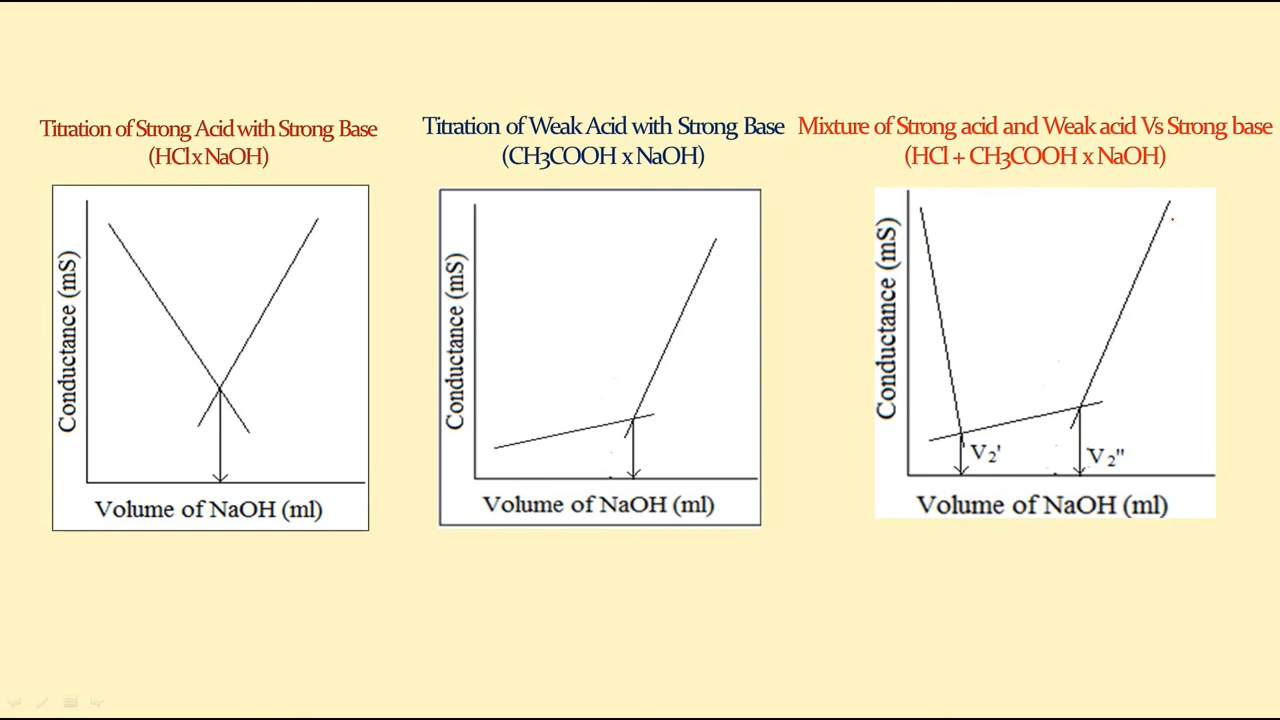 Titration of Strong Acid with Strong Base
(HCl x NaOH)
Conductance (mS)
Volume of NaOH (ml)
Titration of Weak Acid with Strong Base
(CH3COOH x NaOH)
Conductance (mS)
Volume of NaOH (ml)
Mixture of Strong acid and Weak acid Vs Strong base
(HCl + CH3COOH x NaOH)
Conductance (mS)
V₂'
V₂"
Volume of NaOH (ml)